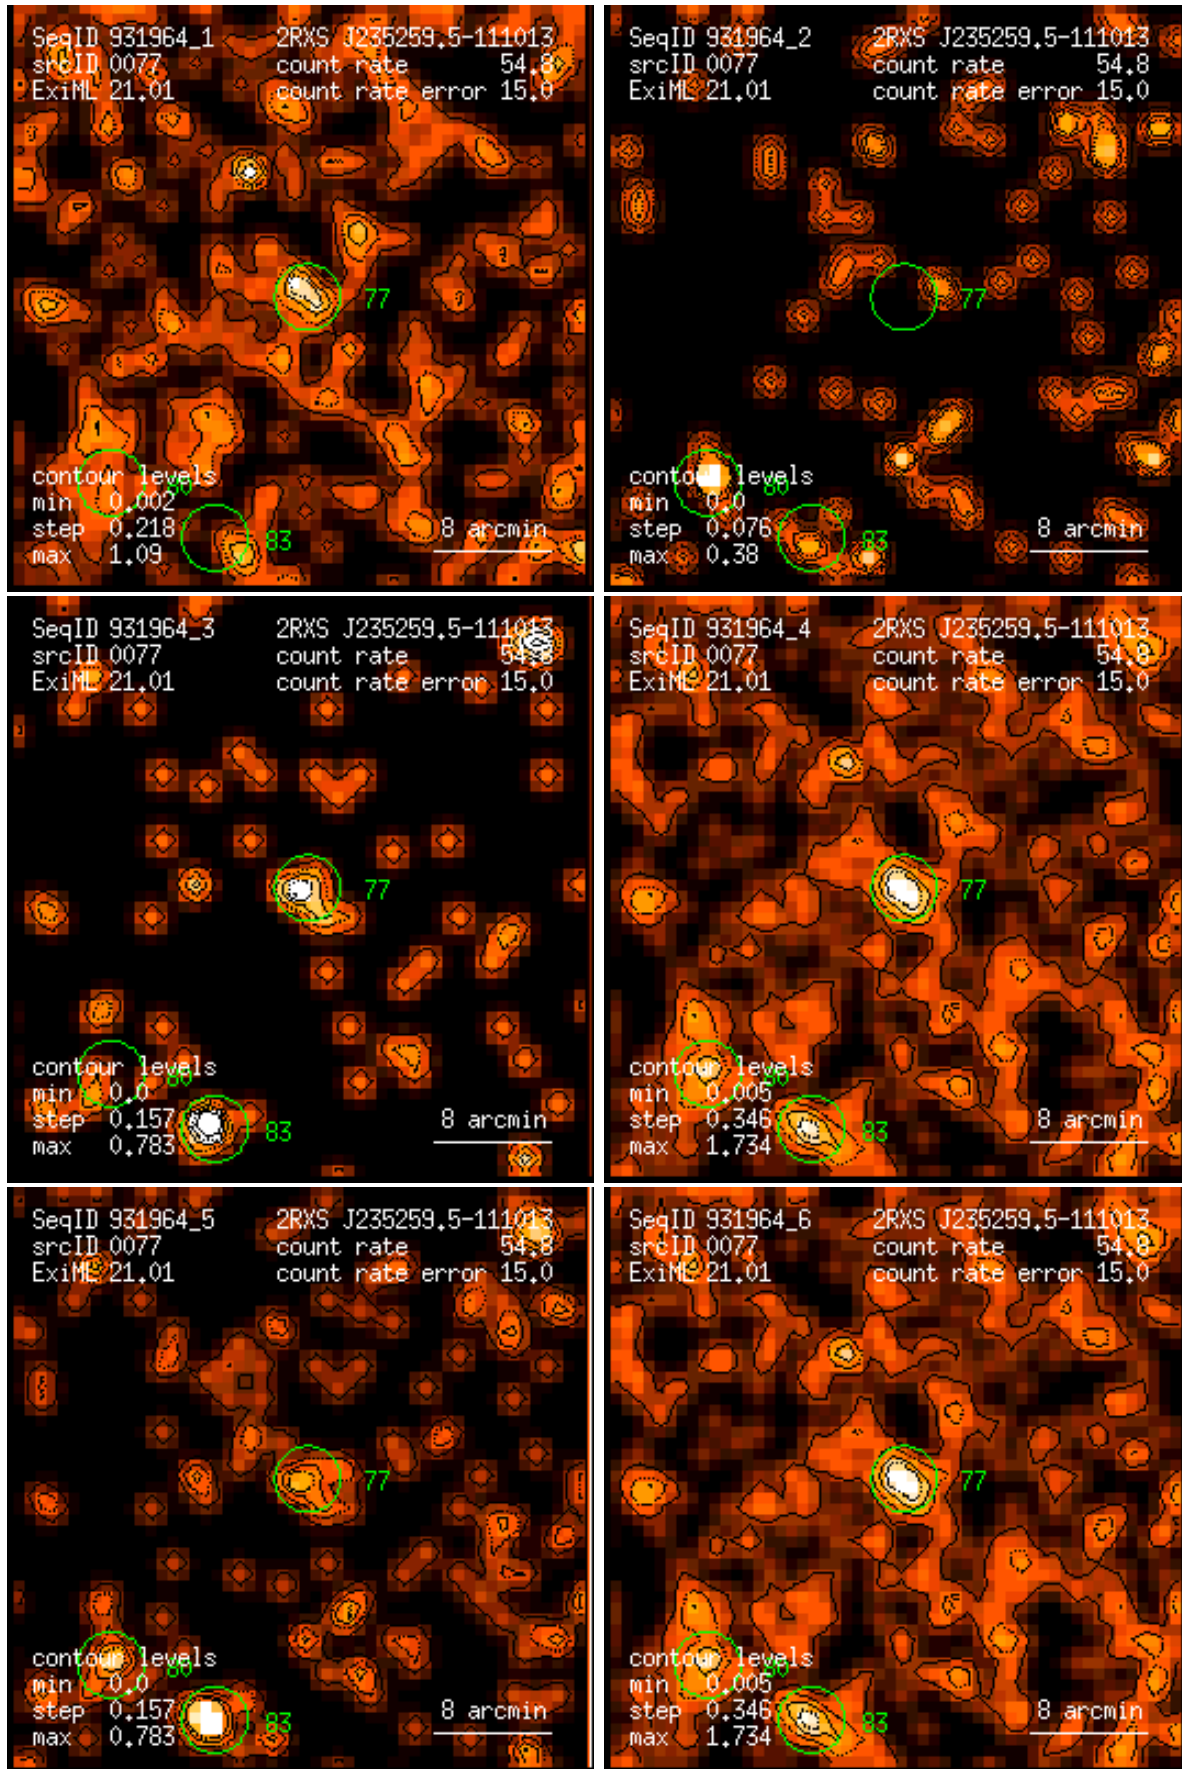 SeqID 931964_1 2RXS J235259.5-111013
srcID 0077 count rate 54.8
ExiML 21.01 count rate error 15.0
77
contour levels
80
min 0.002
step 0.218 8 arcmin
83
max 1.09
SeqID 931964_2 2RXS J235259.5-111013
srcID 0077 count rate 54.8
ExiML 21.01 count rate error 15.0
77
contour levels
80
min 0.0
step 0.076 8 arcmin
83
max 0.38
SeqID 931964_3 2RXS J235259.5-111013
srcID 0077 count rate 54.8
ExiML 21.01 count rate error 15.0
77
contour levels
80
min 0.0
step 0.157 8 arcmin
83
max 0.783
SeqID 931964_4 2RXS J235259.5-111013
srcID 0077 count rate 54.8
ExiML 21.01 count rate error 15.0
77
contour levels
80
min 0.005
step 0.346 8 arcmin
83
max 1.734
SeqID 931964_5 2RXS J235259.5-111013
srcID 0077 count rate 54.8
ExiML 21.01 count rate error 15.0
77
contour levels
80
min 0.0
step 0.157 8 arcmin
83
max 0.783
SeqID 931964_6 2RXS J235259.5-111013
srcID 0077 count rate 54.8
ExiML 21.01 count rate error 15.0
77
contour levels
80
min 0.005
step 0.346 8 arcmin
83
max 1.734